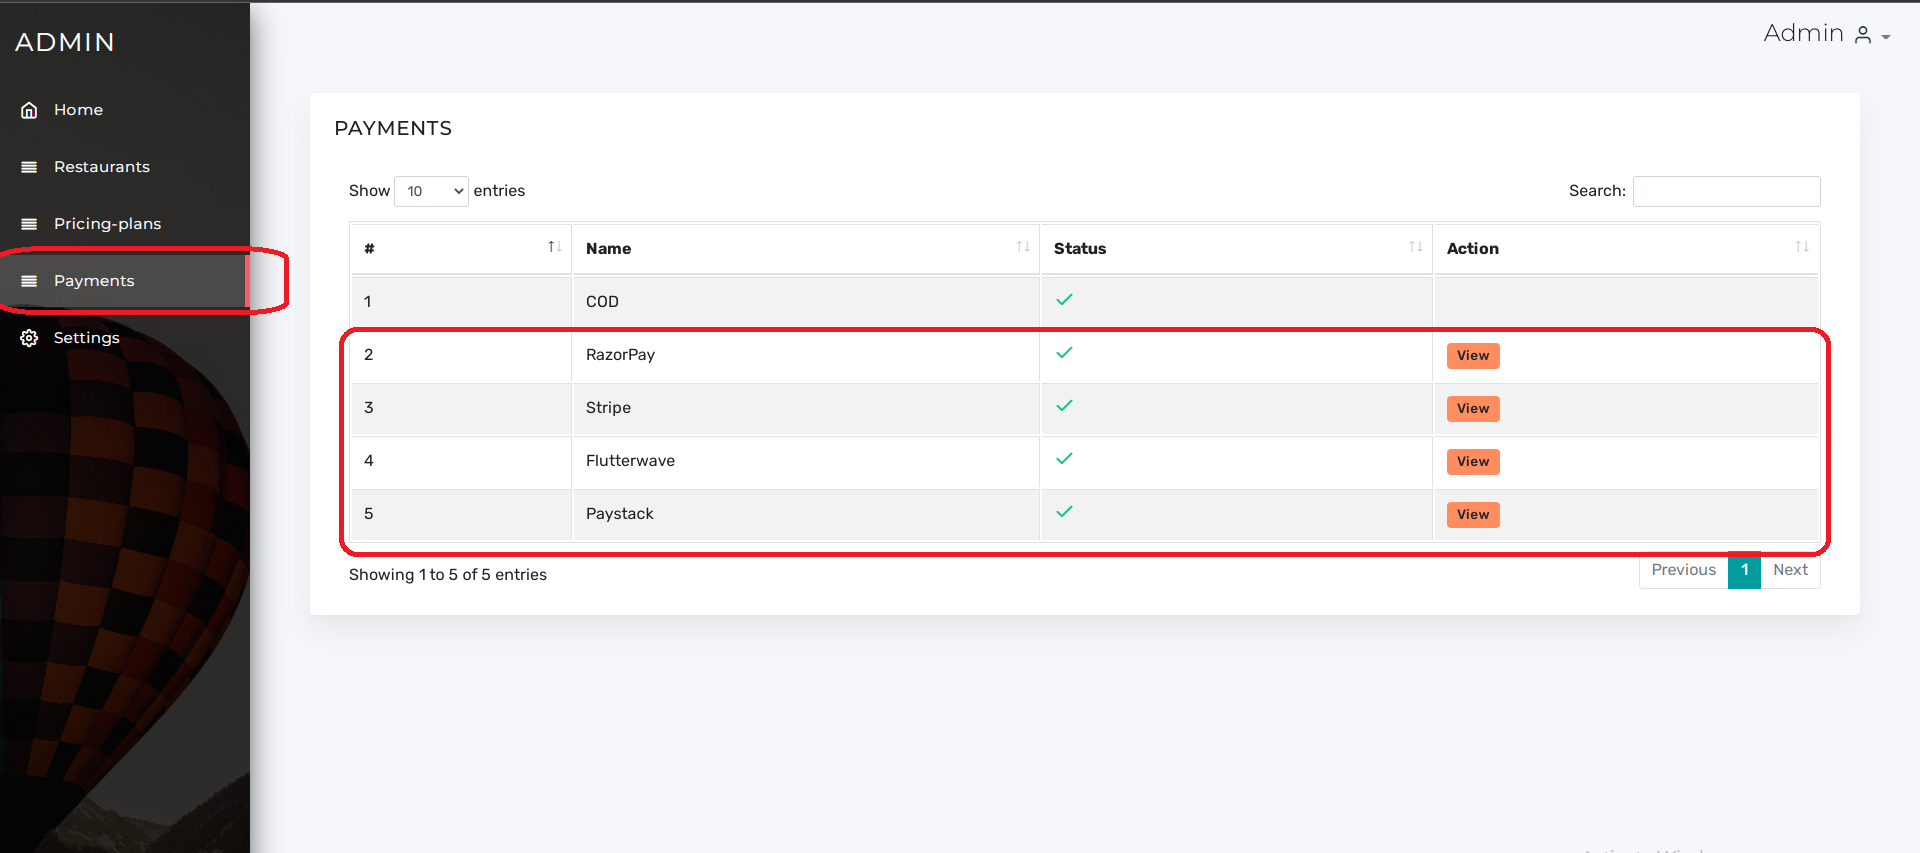 ADMIN
Admin
Home
Restaurants
Pricing-plans
Payments
Settings
PAYMENTS
Show 10 entries
Search:
# Name Status Action
1 COD
2 RazorPay View
3 Stripe View
4 Flutterwave View
5 Paystack View
Showing 1 to 5 of 5 entries
Previous 1 Next